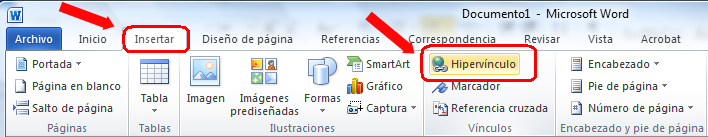 Documento1 - Microsoft Word
Archivo Inicio Insertar Diseño de página Referencias Correspondencia Revisar Vista Acrobat
Portada
Página en blanco
Salto de página
Páginas
Tabla
Tablas
Imagen
Imágenes
prediseñadas
Formas
SmartArt
Gráfico
Captura
Ilustraciones
Hipervínculo
Marcador
Referencia cruzada
Vínculos
Encabezado
Pie de página
Número de página
Encabezado y pie de página